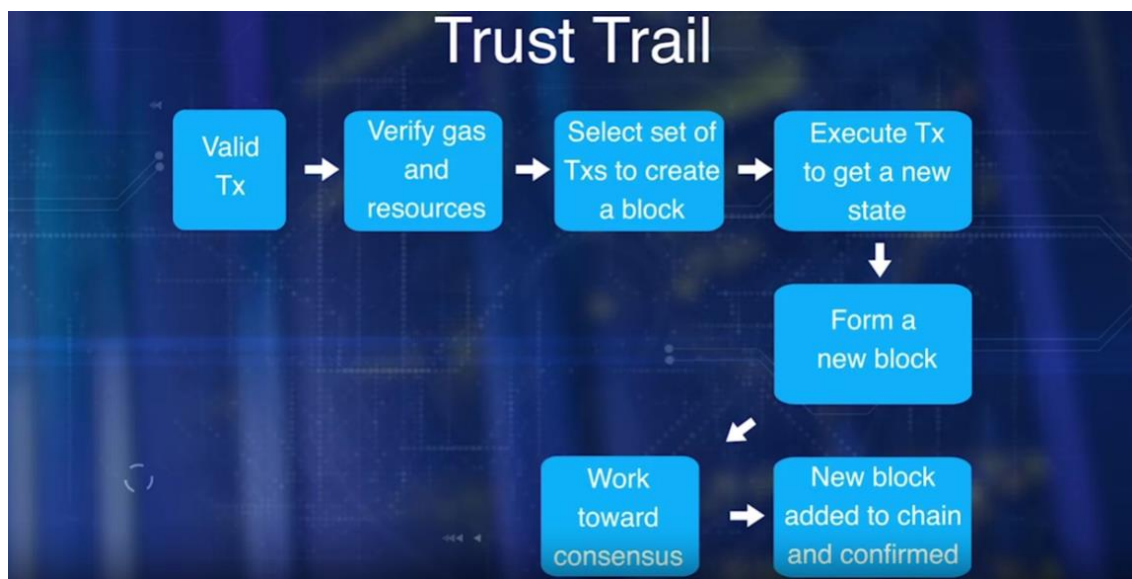 Trust Trail
Valid
Tx
Verify gas
and
resources
Select set of
Txs to create
a block
Execute Tx
to get a new
state
Form a
new block
Work
toward
consensus
New block
added to chain
and confirmed